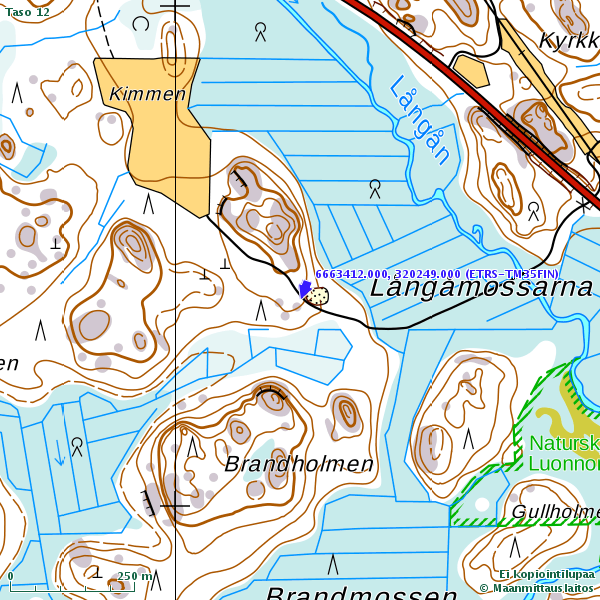 Taso 12
Kyrkk
Kimmen
Långån
6663412.000, 320249.000 (ETRS-TM35FIN)
Långåmossarna
en
Natursk
Luonnon
Brandholmen
Gullholme
0 250 m
Ei kopiointilupaa
© Maanmittauslaitos
Brandmossen